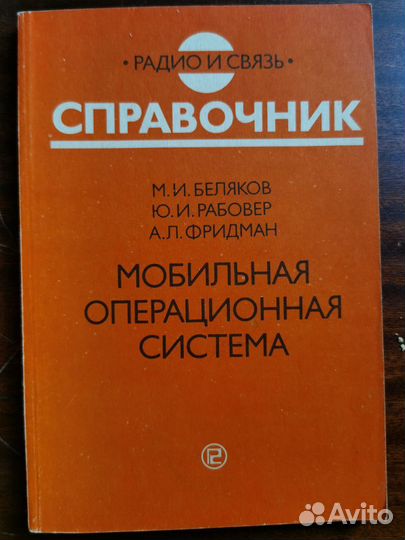 • РАДИО И СВЯЗЬ •
СПРАВОЧНИК
М. И. БЕЛЯКОВ
Ю. И. РАБОВЕР
А. Л. ФРИДМАН
МОБИЛЬНАЯ
ОПЕРАЦИОННАЯ
СИСТЕМА
Avito